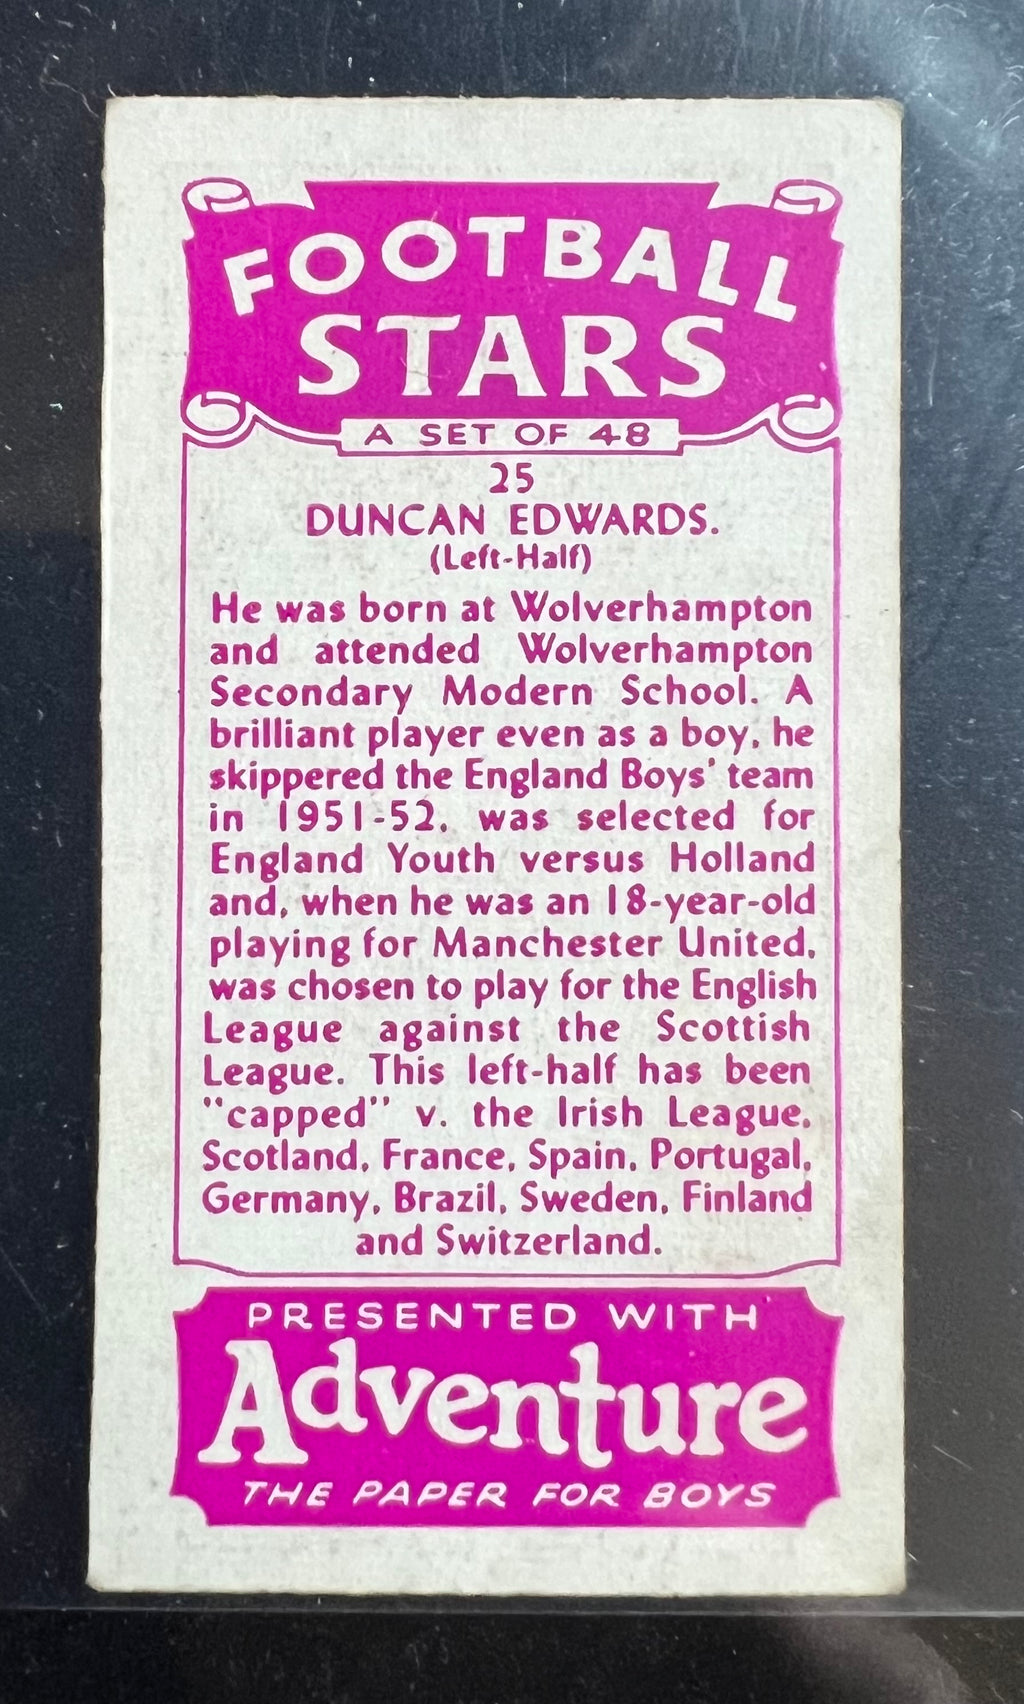 FOOTBALL
STARS
A SET OF 48
25
DUNCAN EDWARDS.
(Left-Half)
He was born at Wolverhampton
and attended Wolverhampton
Secondary Modern School. A
brilliant player even as a boy, he
skippered the England Boys' team
in 1951-52, was selected for
England Youth versus Holland
and, when he was an 18-year-old
playing for Manchester United,
was chosen to play for the English
League against the Scottish
League. This left-half has been
"capped" v. the Irish League,
Scotland, France, Spain, Portugal,
Germany, Brazil, Sweden, Finland
and Switzerland.
PRESENTED WITH
Adventure
THE PAPER FOR BOYS